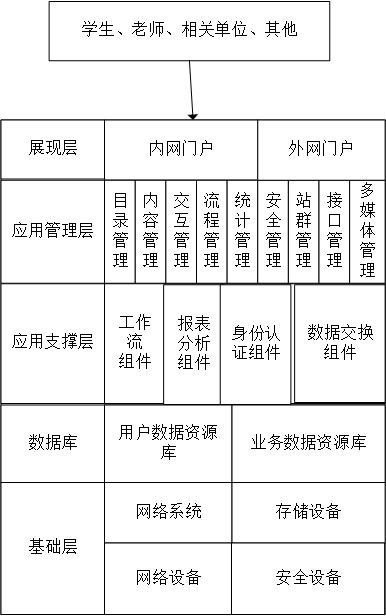 学生、老师、相关单位、其他
展现层
内网门户
外网门户
应用管理层
目录管理
内容管理
交互管理
流程管理
统计管理
安全管理
站群管理
接口管理
多媒体管理
应用支撑层
工作
流
组件
报表
分析
组件
身份认
证组件
数据交换
组件
数据库
用户数据资源
库
业务数据资源库
基础层
网络系统
存储设备
网络设备
安全设备